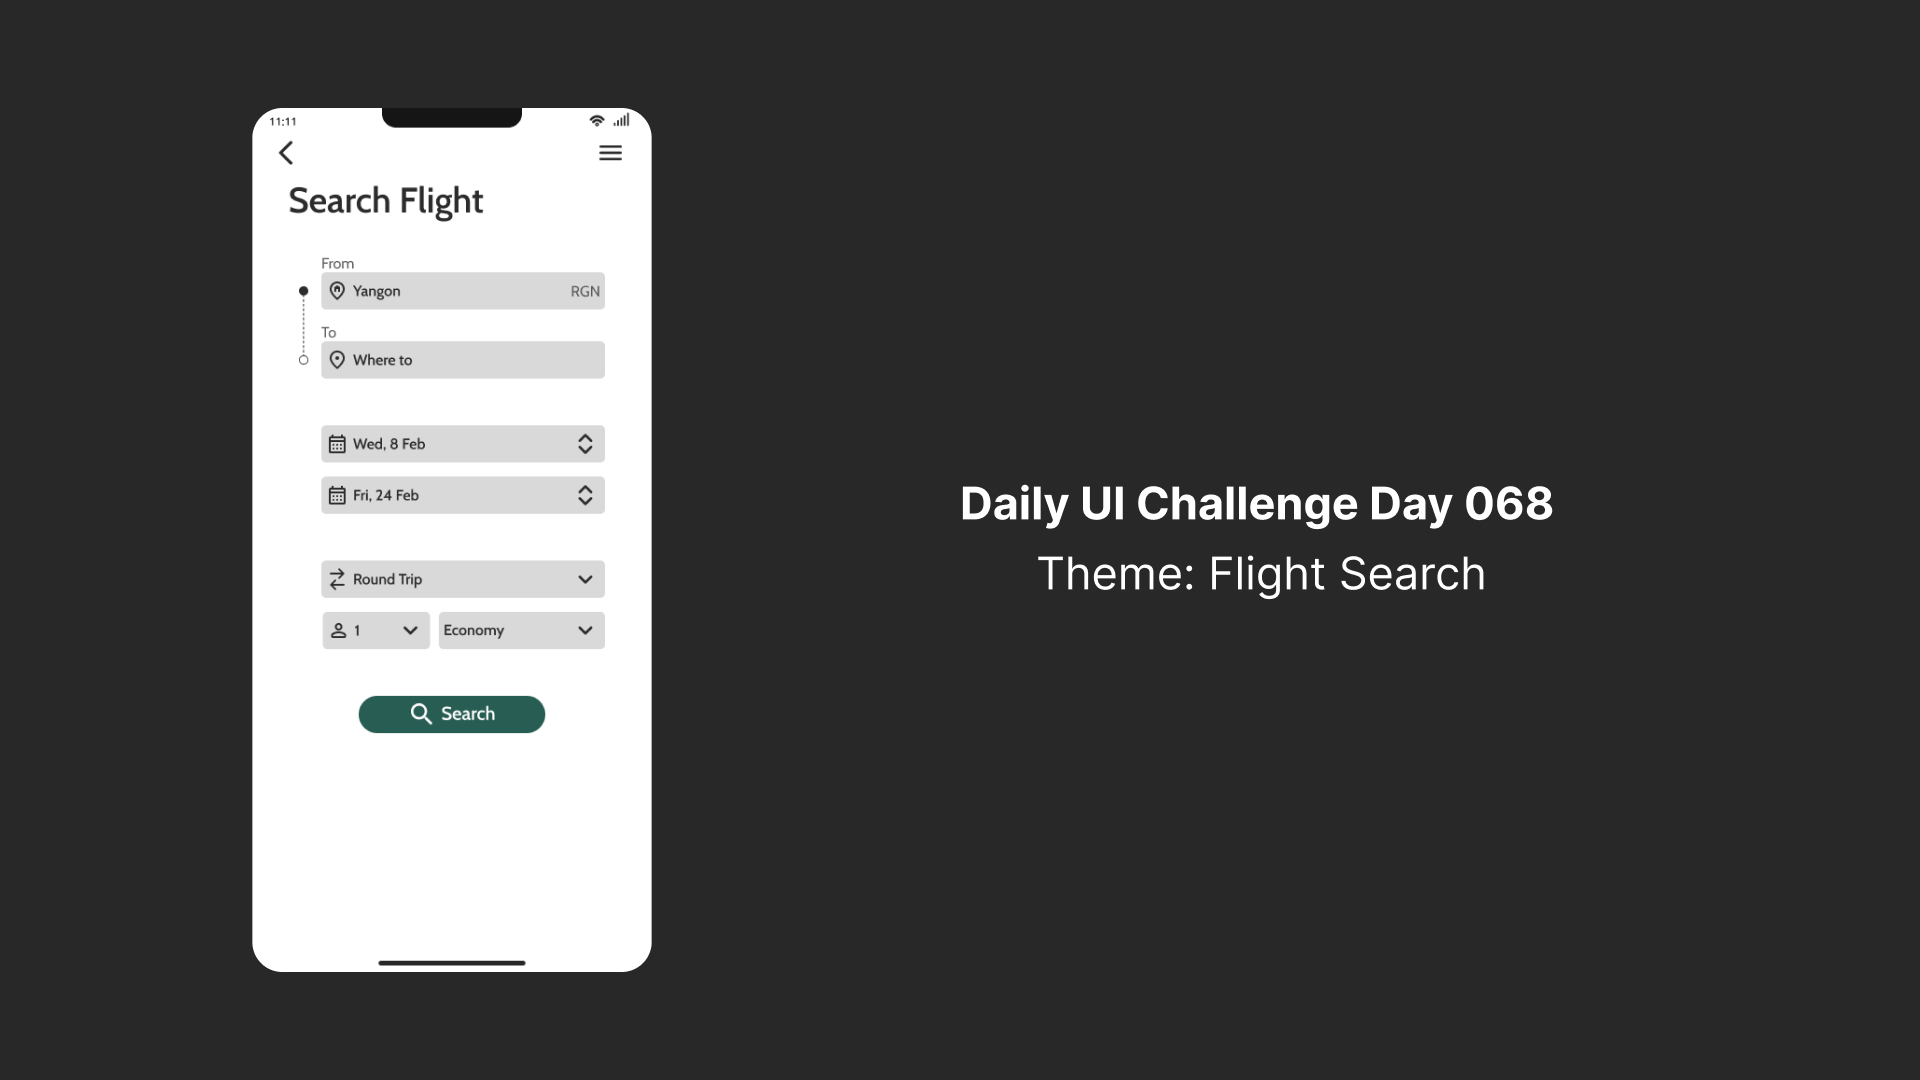 11:11
Search Flight
From
Yangon RGN
To
Where to
Wed, 8 Feb
Fri, 24 Feb
Round Trip
1 Economy
Search
Daily UI Challenge Day 068
Theme: Flight Search